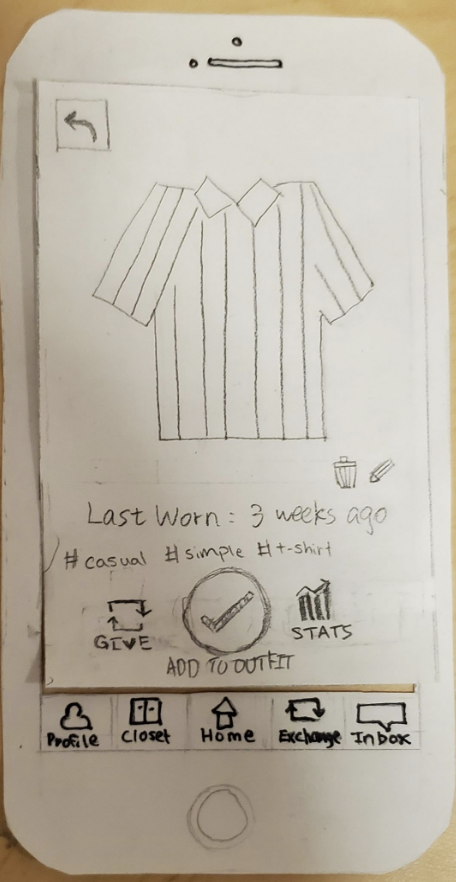 Last Worn: 3 weeks ago
#casual #simple #t-shirt
GIVE
STATS
ADD TO OUTFIT
Profile Closet Home Exchange Inbox